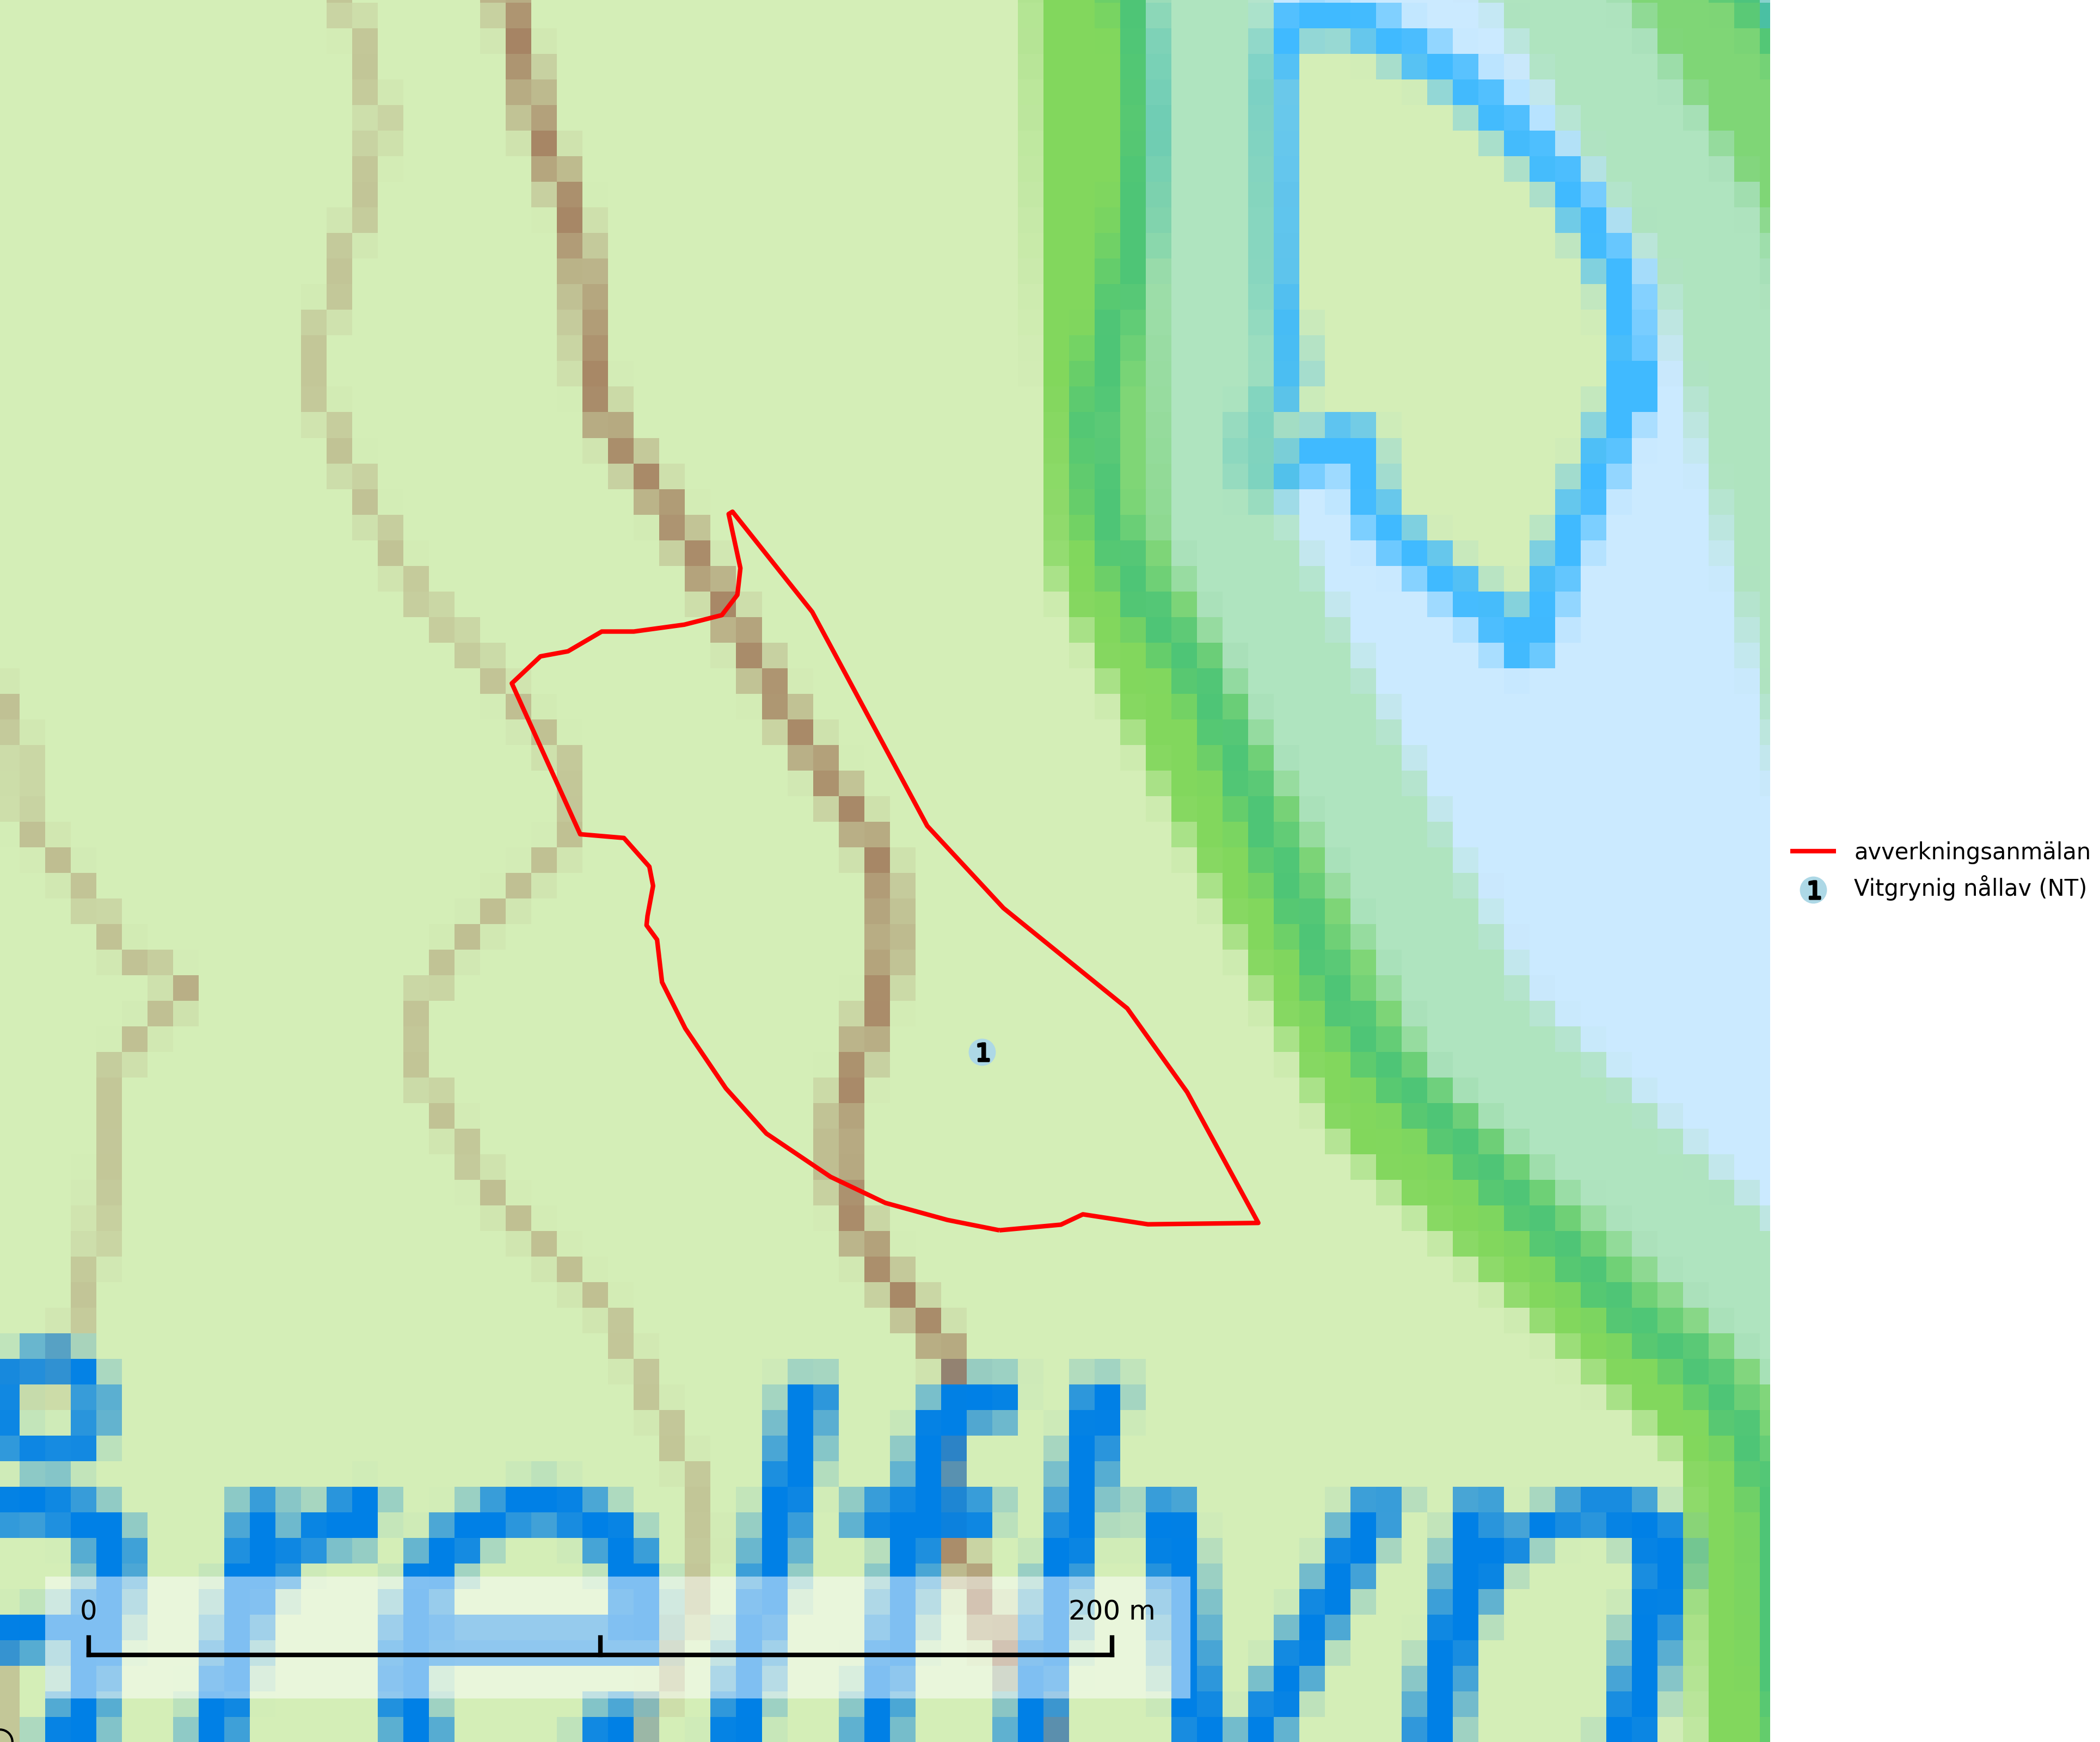 avverkningsanmälan
1 Vitgrynig nållav (NT)
1
0 200 m